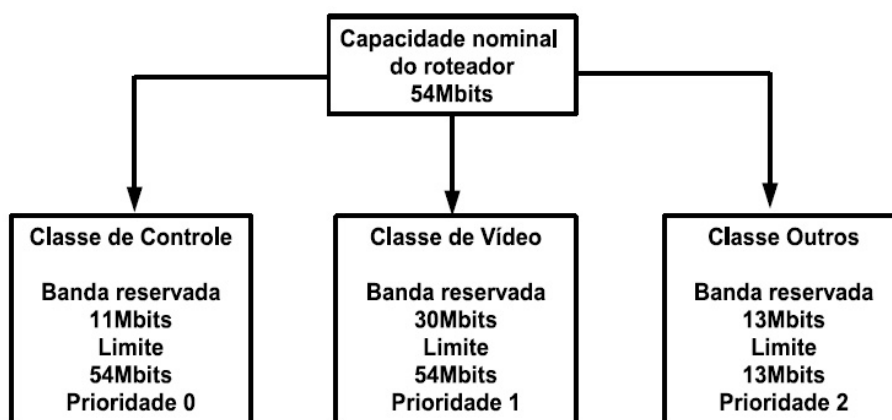 Capacidade nominal
do roteador
54Mbits
Classe de Controle
Banda reservada
11Mbits
Limite
54Mbits
Prioridade 0
Classe de Vídeo
Banda reservada
30Mbits
Limite
54Mbits
Prioridade 1
Classe Outros
Banda reservada
13Mbits
Limite
13Mbits
Prioridade 2